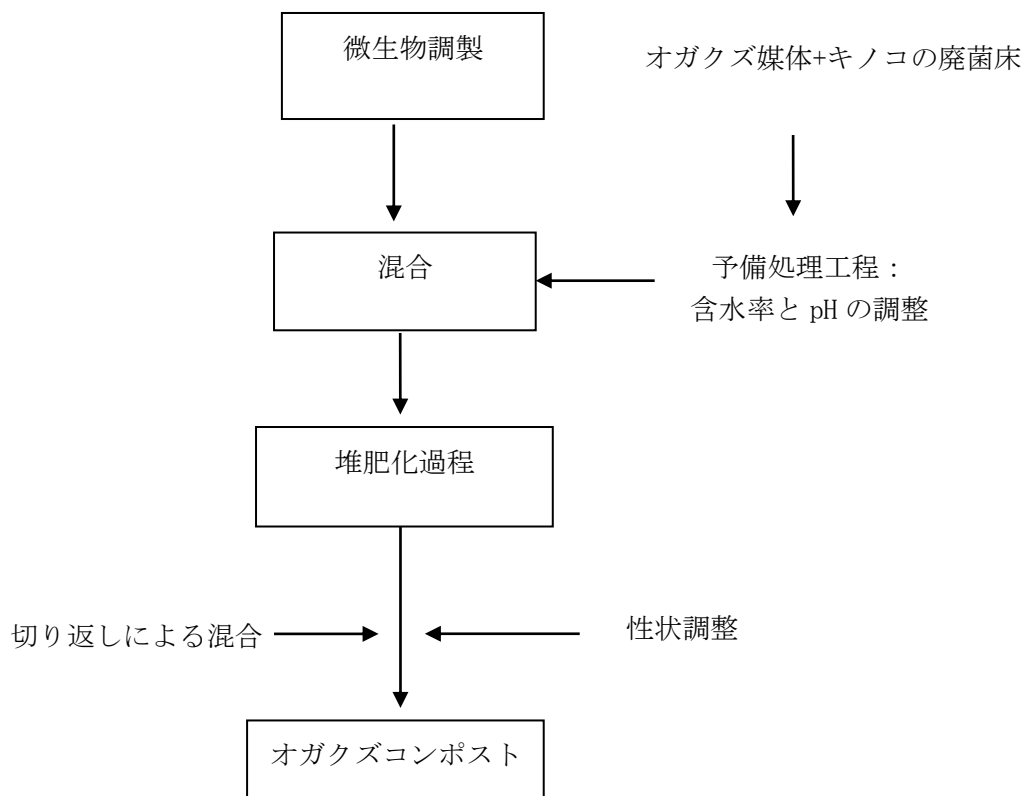 微生物調製
オガクズ媒体+キノコの廃菌床
混合
予備処理工程：
含水率と pH の調整
堆肥化過程
切り返しによる混合
性状調整
オガクズコンポスト